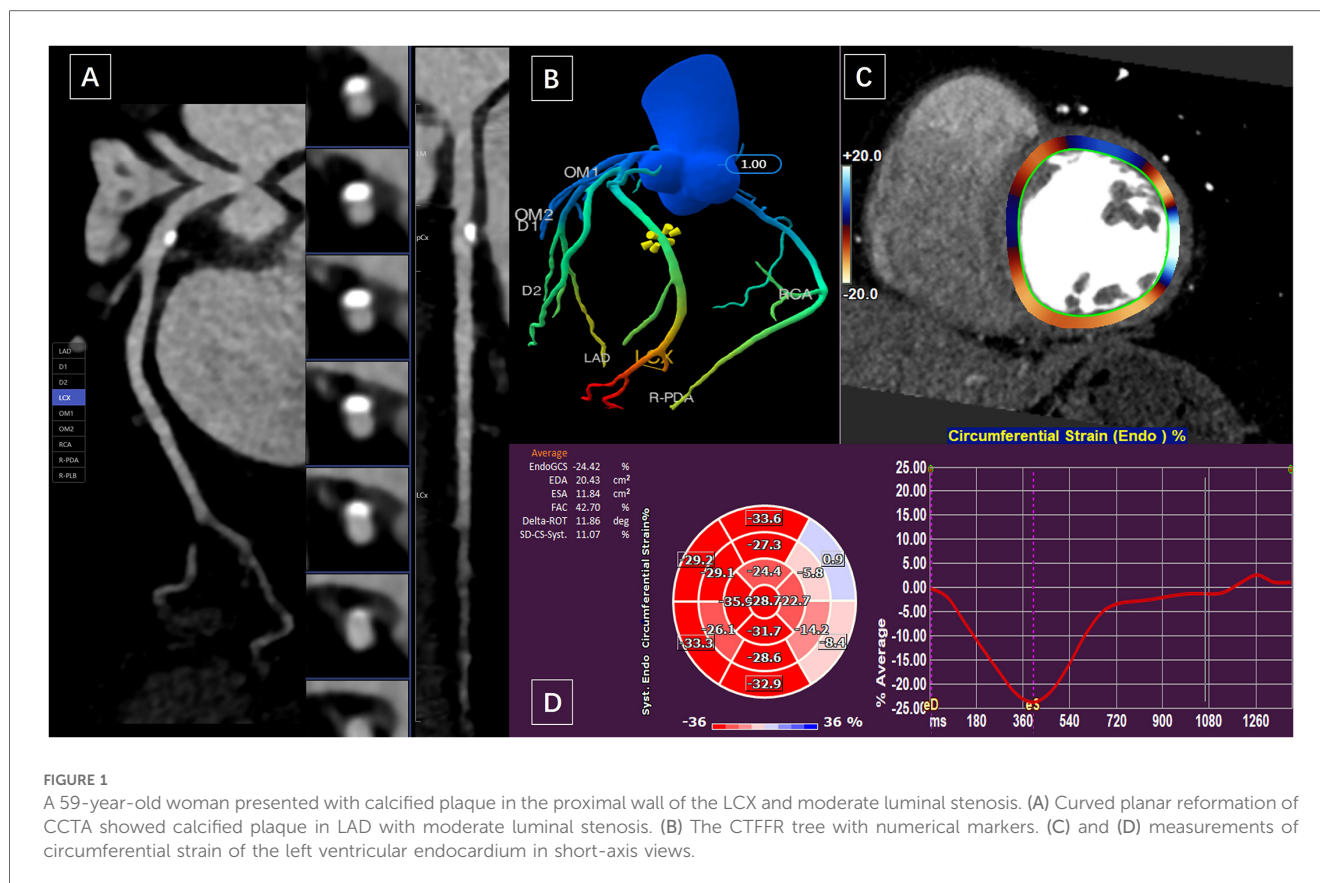 A
LM
pCx
LCx
LAD
D1
D2
LCX
OM1
OM2
RCA
R-PDA
R-PLB
B
1.00
OM1
OM2
D1
D2
LAD
LCX
RCA
R-PDA
C
+20.0
-20.0
D
Average
EndoGCS -24.42 %
EDA 20.43 cm²
ESA 11.84 cm²
FAC 42.70 %
Delta-ROT 11.86 deg
SD-CS-Syst. 11.07 %
Syst. Endo Circumferential Strain%
-33.6
-27.3
-29.2 0.9
-29.1 -24.4 -5.8
-35.9 -28.7 -22.7
-26.1 -31.7 -14.2
-33.3 -8.4
-28.6
-32.9
-36 36 %
Circumferential Strain (Endo ) %
% Average
25.00
20.00
15.00
10.00
5.00
0.00
-5.00
-10.00
-15.00
-20.00
-25.00
eD eS
ms 180 360 540 720 900 1080 1260
FIGURE 1
A 59-year-old woman presented with calcified plaque in the proximal wall of the LCX and moderate luminal stenosis. (A) Curved planar reformation of
CCTA showed calcified plaque in LAD with moderate luminal stenosis. (B) The CTFFR tree with numerical markers. (C) and (D) measurements of
circumferential strain of the left ventricular endocardium in short-axis views.